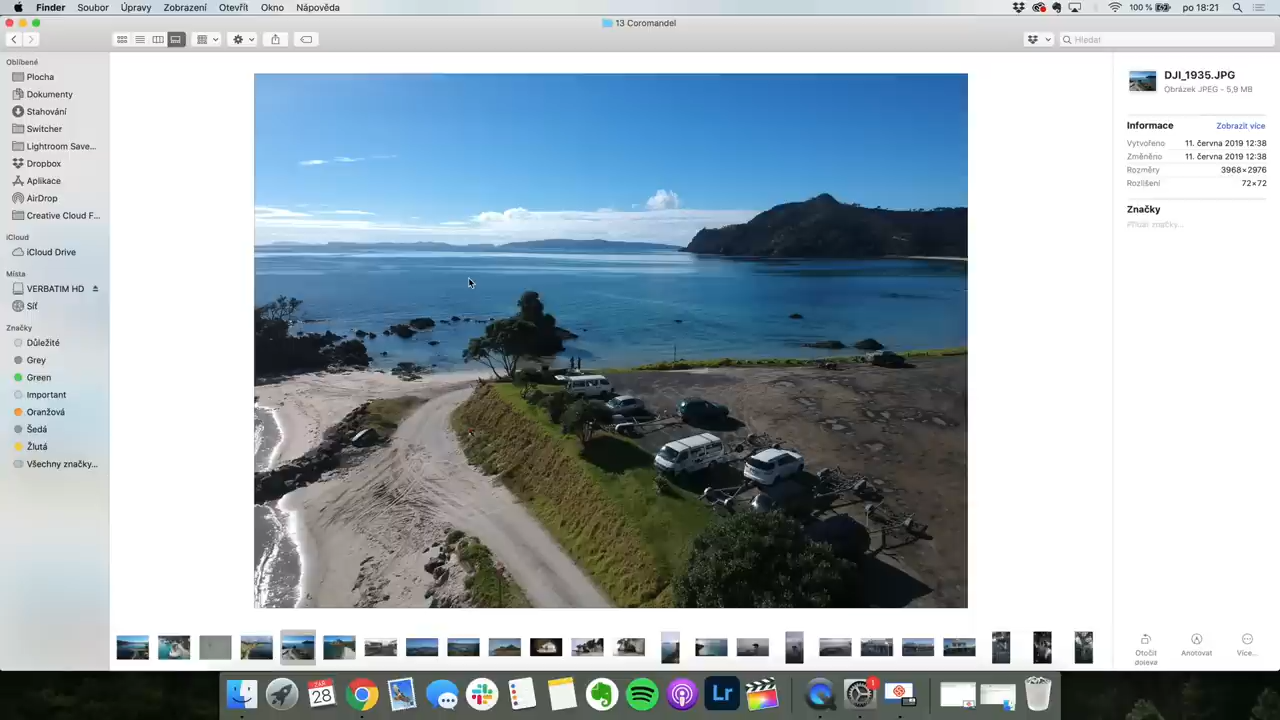 Finder Soubor Úpravy Zobrazení Otevřít Okno Nápověda 100 % po 18:21
13 Coromandel
Hledat
Oblíbené
Plocha
Dokumenty
Stahování
Switcher
Lightroom Save...
Dropbox
Aplikace
AirDrop
Creative Cloud F...
iCloud
iCloud Drive
Místa
VERBATIM HD
Síť
Značky
Důležité
Grey
Green
Important
Oranžová
Šedá
Žlutá
Všechny značky...
DJI_1935.JPG
Obrázek JPEG - 5,9 MB
Informace Zobrazit více
Vytvořeno 11. června 2019 12:38
Změněno 11. června 2019 12:38
Rozměry 3968×2976
Rozlišení 72×72
Značky
Přidat značky...
Otočit doleva
Anotovat
Více...
ZÁŘ
28
Lr
1